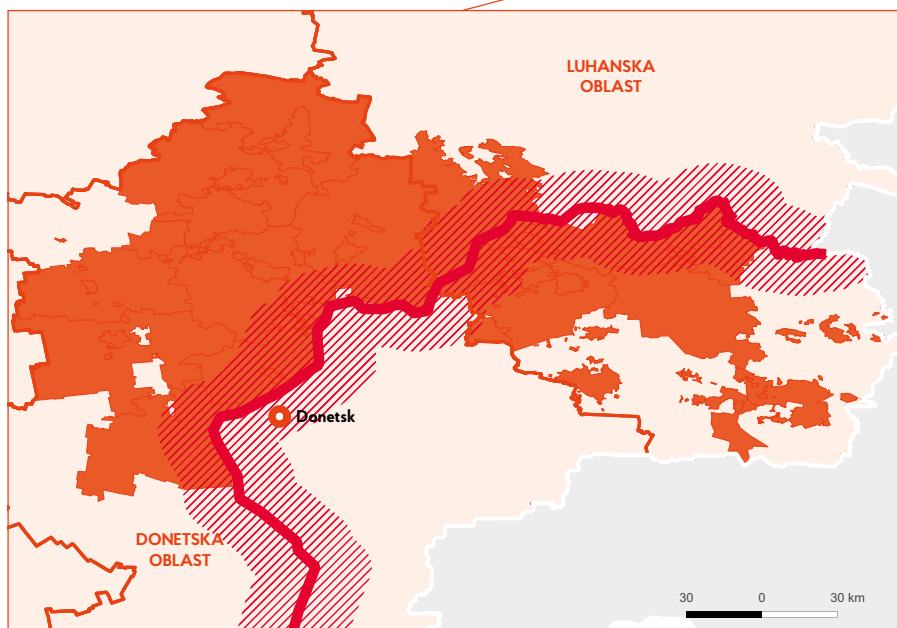 LUHANSKA
OBLAST
Donetsk
DONETSKA
OBLAST
30 0 30 km